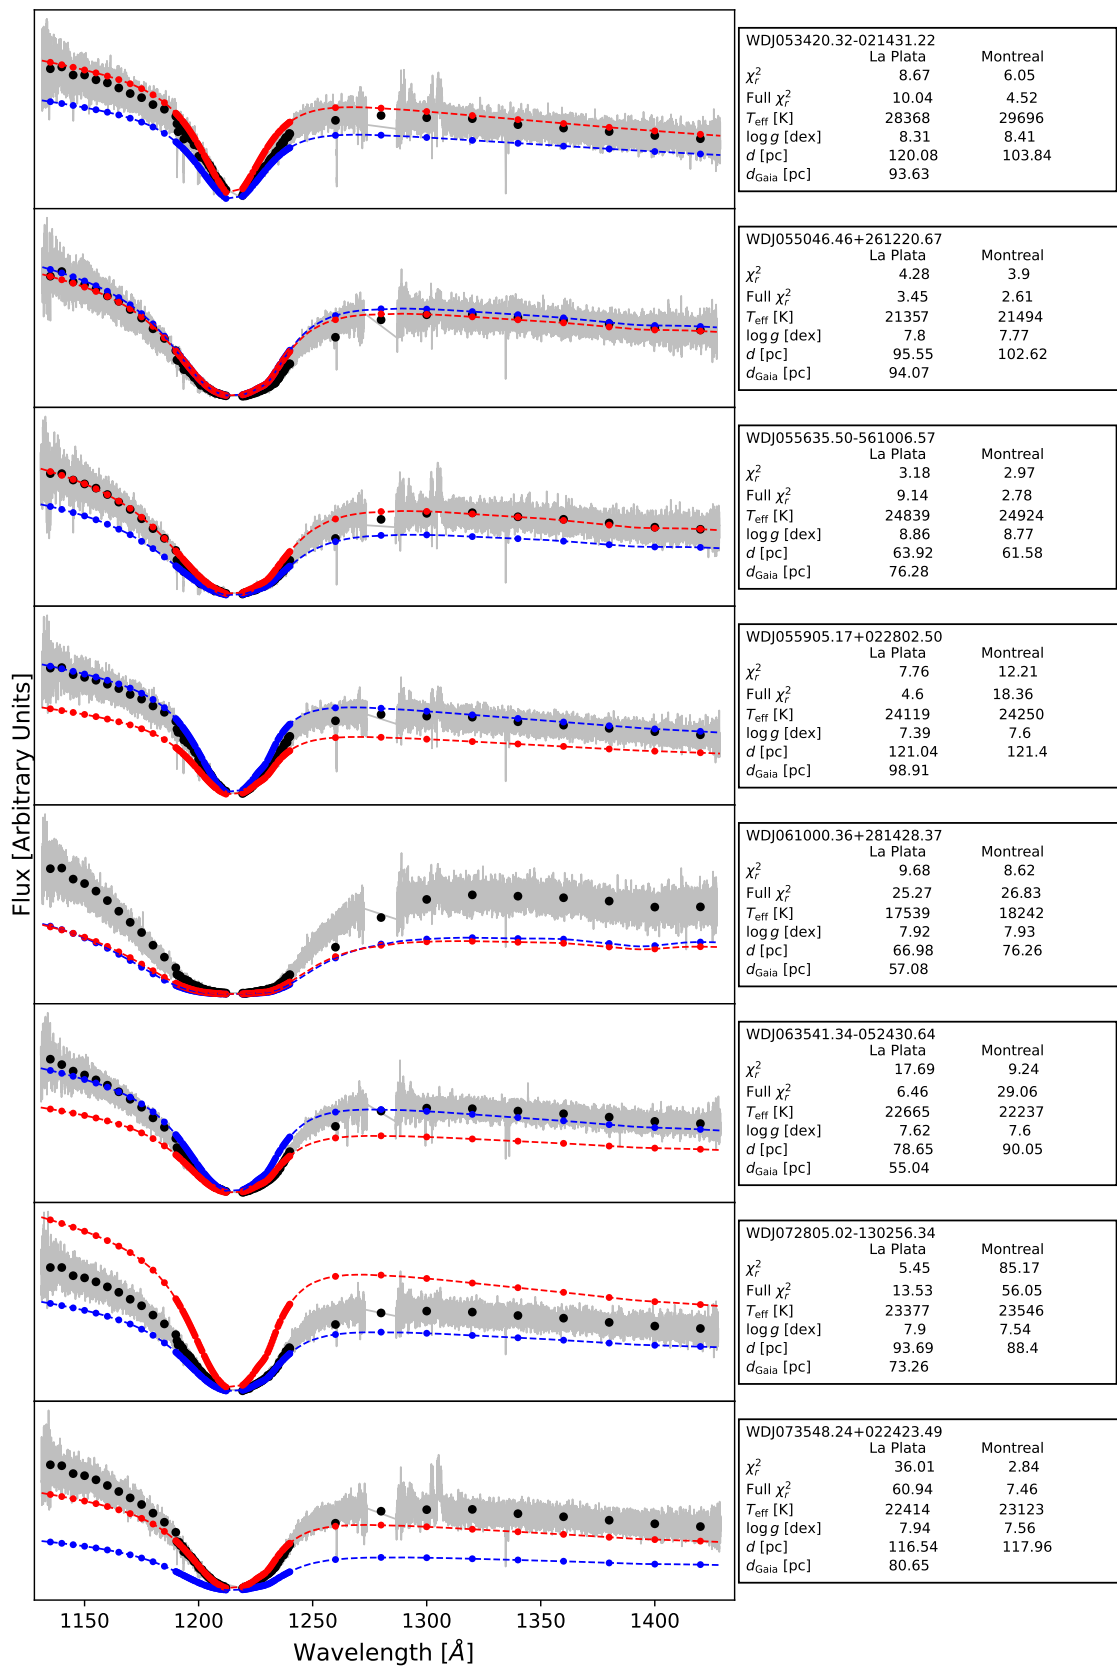 WDJ053420.32-021431.22
La Plata Montreal
χ²ᵣ 8.67 6.05
Full χ²ᵣ 10.04 4.52
Teff [K] 28368 29696
log g [dex] 8.31 8.41
d [pc] 120.08 103.84
dGaia [pc] 93.63
WDJ055046.46+261220.67
La Plata Montreal
χ²ᵣ 4.28 3.9
Full χ²ᵣ 3.45 2.61
Teff [K] 21357 21494
log g [dex] 7.8 7.77
d [pc] 95.55 102.62
dGaia [pc] 94.07
WDJ055635.50-561006.57
La Plata Montreal
χ²ᵣ 3.18 2.97
Full χ²ᵣ 9.14 2.78
Teff [K] 24839 24924
log g [dex] 8.86 8.77
d [pc] 63.92 61.58
dGaia [pc] 76.28
WDJ055905.17+022802.50
La Plata Montreal
χ²ᵣ 7.76 12.21
Full χ²ᵣ 4.6 18.36
Teff [K] 24119 24250
log g [dex] 7.39 7.6
d [pc] 121.04 121.4
dGaia [pc] 98.91
WDJ061000.36+281428.37
La Plata Montreal
χ²ᵣ 9.68 8.62
Full χ²ᵣ 25.27 26.83
Teff [K] 17539 18242
log g [dex] 7.92 7.93
d [pc] 66.98 76.26
dGaia [pc] 57.08
WDJ063541.34-052430.64
La Plata Montreal
χ²ᵣ 17.69 9.24
Full χ²ᵣ 6.46 29.06
Teff [K] 22665 22237
log g [dex] 7.62 7.6
d [pc] 78.65 90.05
dGaia [pc] 55.04
WDJ072805.02-130256.34
La Plata Montreal
χ²ᵣ 5.45 85.17
Full χ²ᵣ 13.53 56.05
Teff [K] 23377 23546
log g [dex] 7.9 7.54
d [pc] 93.69 88.4
dGaia [pc] 73.26
WDJ073548.24+022423.49
La Plata Montreal
χ²ᵣ 36.01 2.84
Full χ²ᵣ 60.94 7.46
Teff [K] 22414 23123
log g [dex] 7.94 7.56
d [pc] 116.54 117.96
dGaia [pc] 80.65
Flux [Arbitrary Units]
1150 1200 1250 1300 1350 1400
Wavelength [Å]